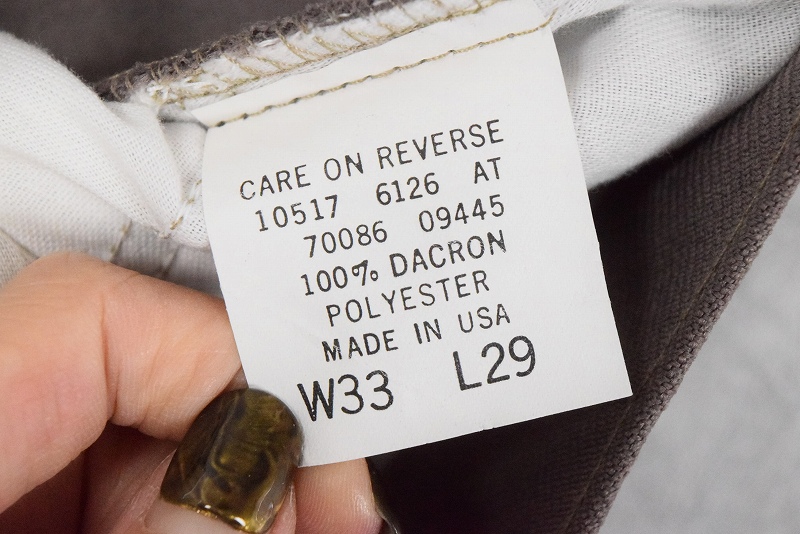 CARE ON REVERSE
10517 6126 AT
70086 09445
100% DACRON
POLYESTER
MADE IN USA
W33 L29